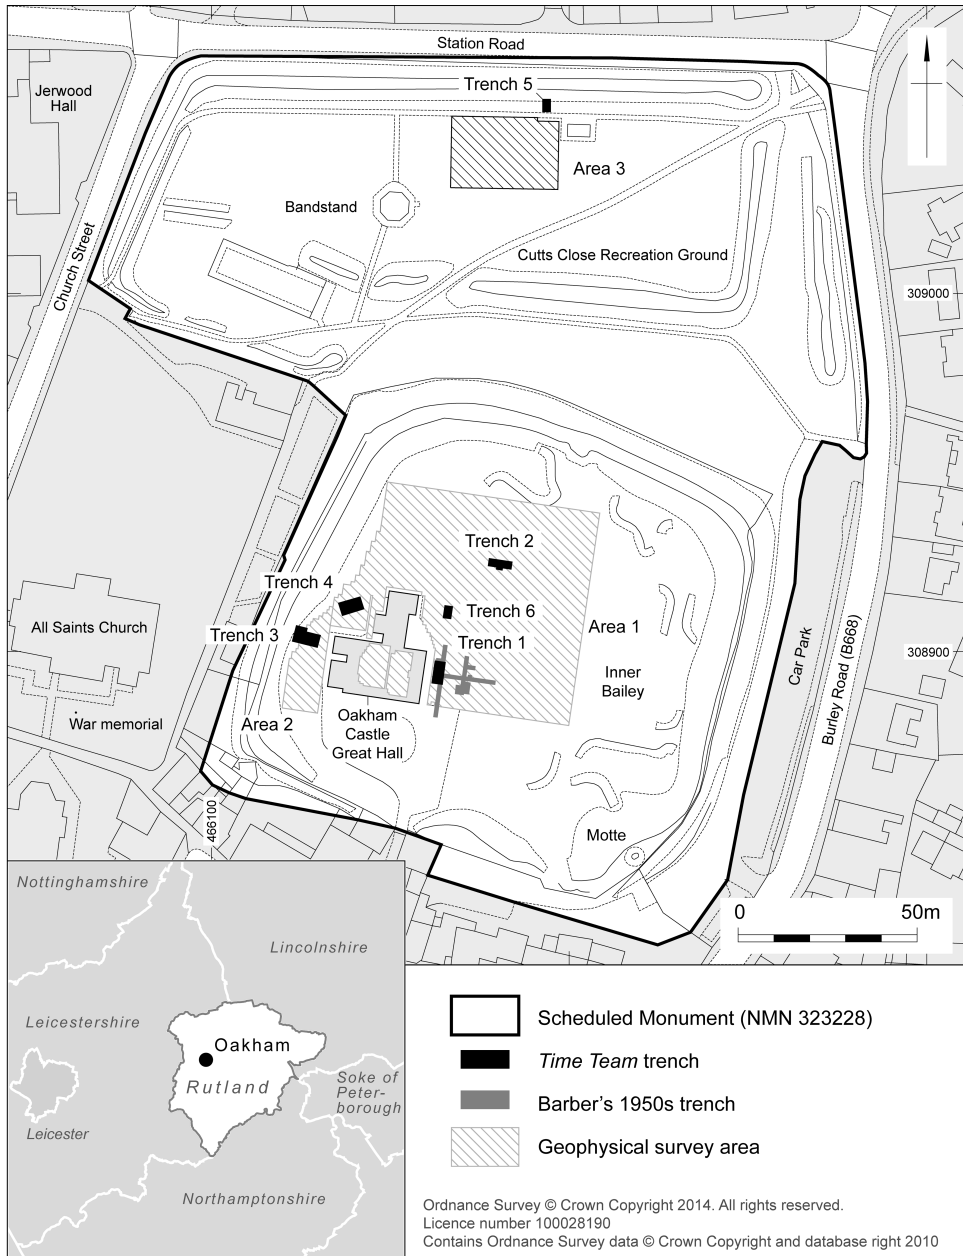 Station Road
Jerwood
Hall
Trench 5
Area 3
Bandstand
Church Street
Cutts Close Recreation Ground
309000
Trench 2
Trench 4
Trench 6
All Saints Church
Trench 3
Area 1
Trench 1
308900
Inner
Bailey
Car Park
Burley Road (B668)
War memorial
Area 2
Oakham
Castle
Great Hall
466100
Motte
0 50m
Nottinghamshire
Lincolnshire
Leicestershire
Oakham
Rutland
Soke of
Peter-
borough
Leicester
Northamptonshire
Scheduled Monument (NMN 323228)
Time Team trench
Barber's 1950s trench
Geophysical survey area
Ordnance Survey © Crown Copyright 2014. All rights reserved.
Licence number 100028190
Contains Ordnance Survey data © Crown Copyright and database right 2010